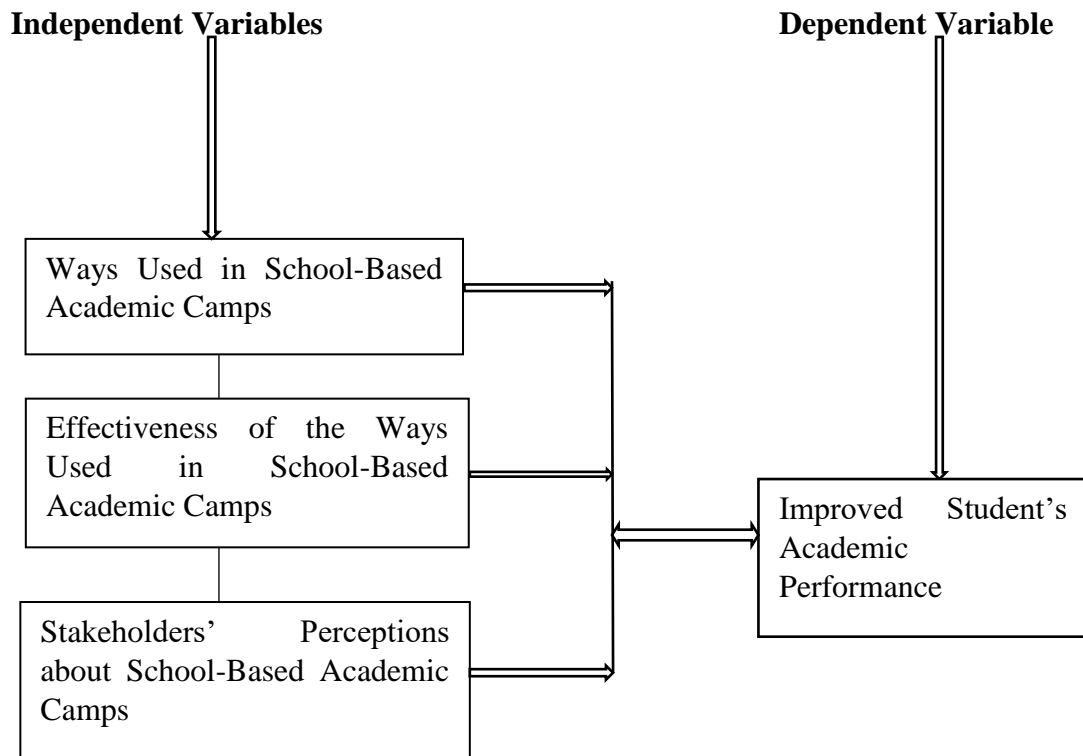 Independent Variables
Dependent Variable
Ways Used in School-Based
Academic Camps
Effectiveness of the Ways
Used in School-Based
Academic Camps
Stakeholders’ Perceptions
about School-Based Academic
Camps
Improved Student’s
Academic
Performance